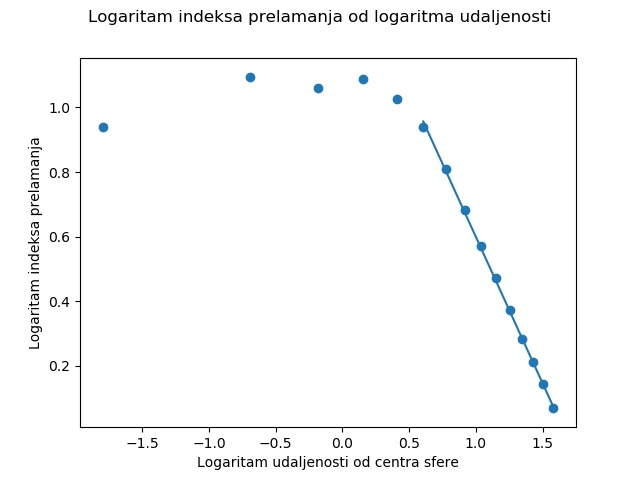 Logaritam indeksa prelamanja od logaritma udaljenosti
Logaritam indeksa prelamanja
1.0
0.8
0.6
0.4
0.2
−1.5 −1.0 −0.5 0.0 0.5 1.0 1.5
Logaritam udaljenosti od centra sfere